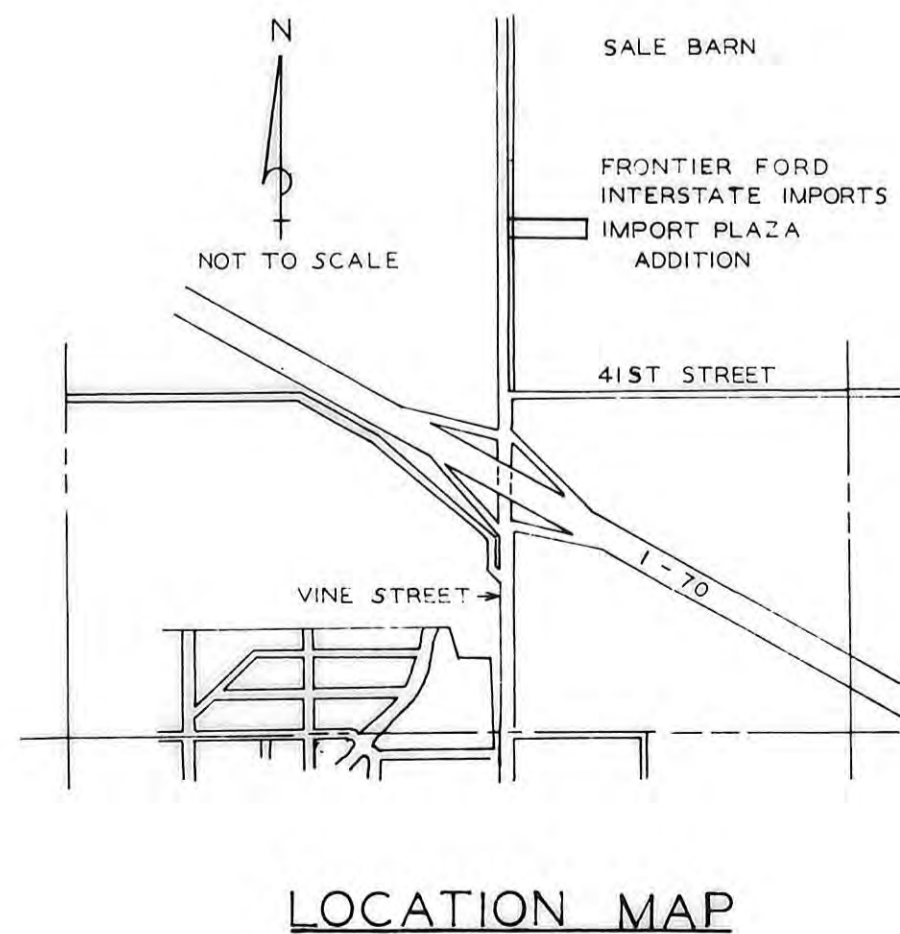 N
NOT TO SCALE
SALE BARN
FRONTIER FORD
INTERSTATE IMPORTS
IMPORT PLAZA
ADDITION
41ST STREET
I-70
VINE STREET
LOCATION MAP